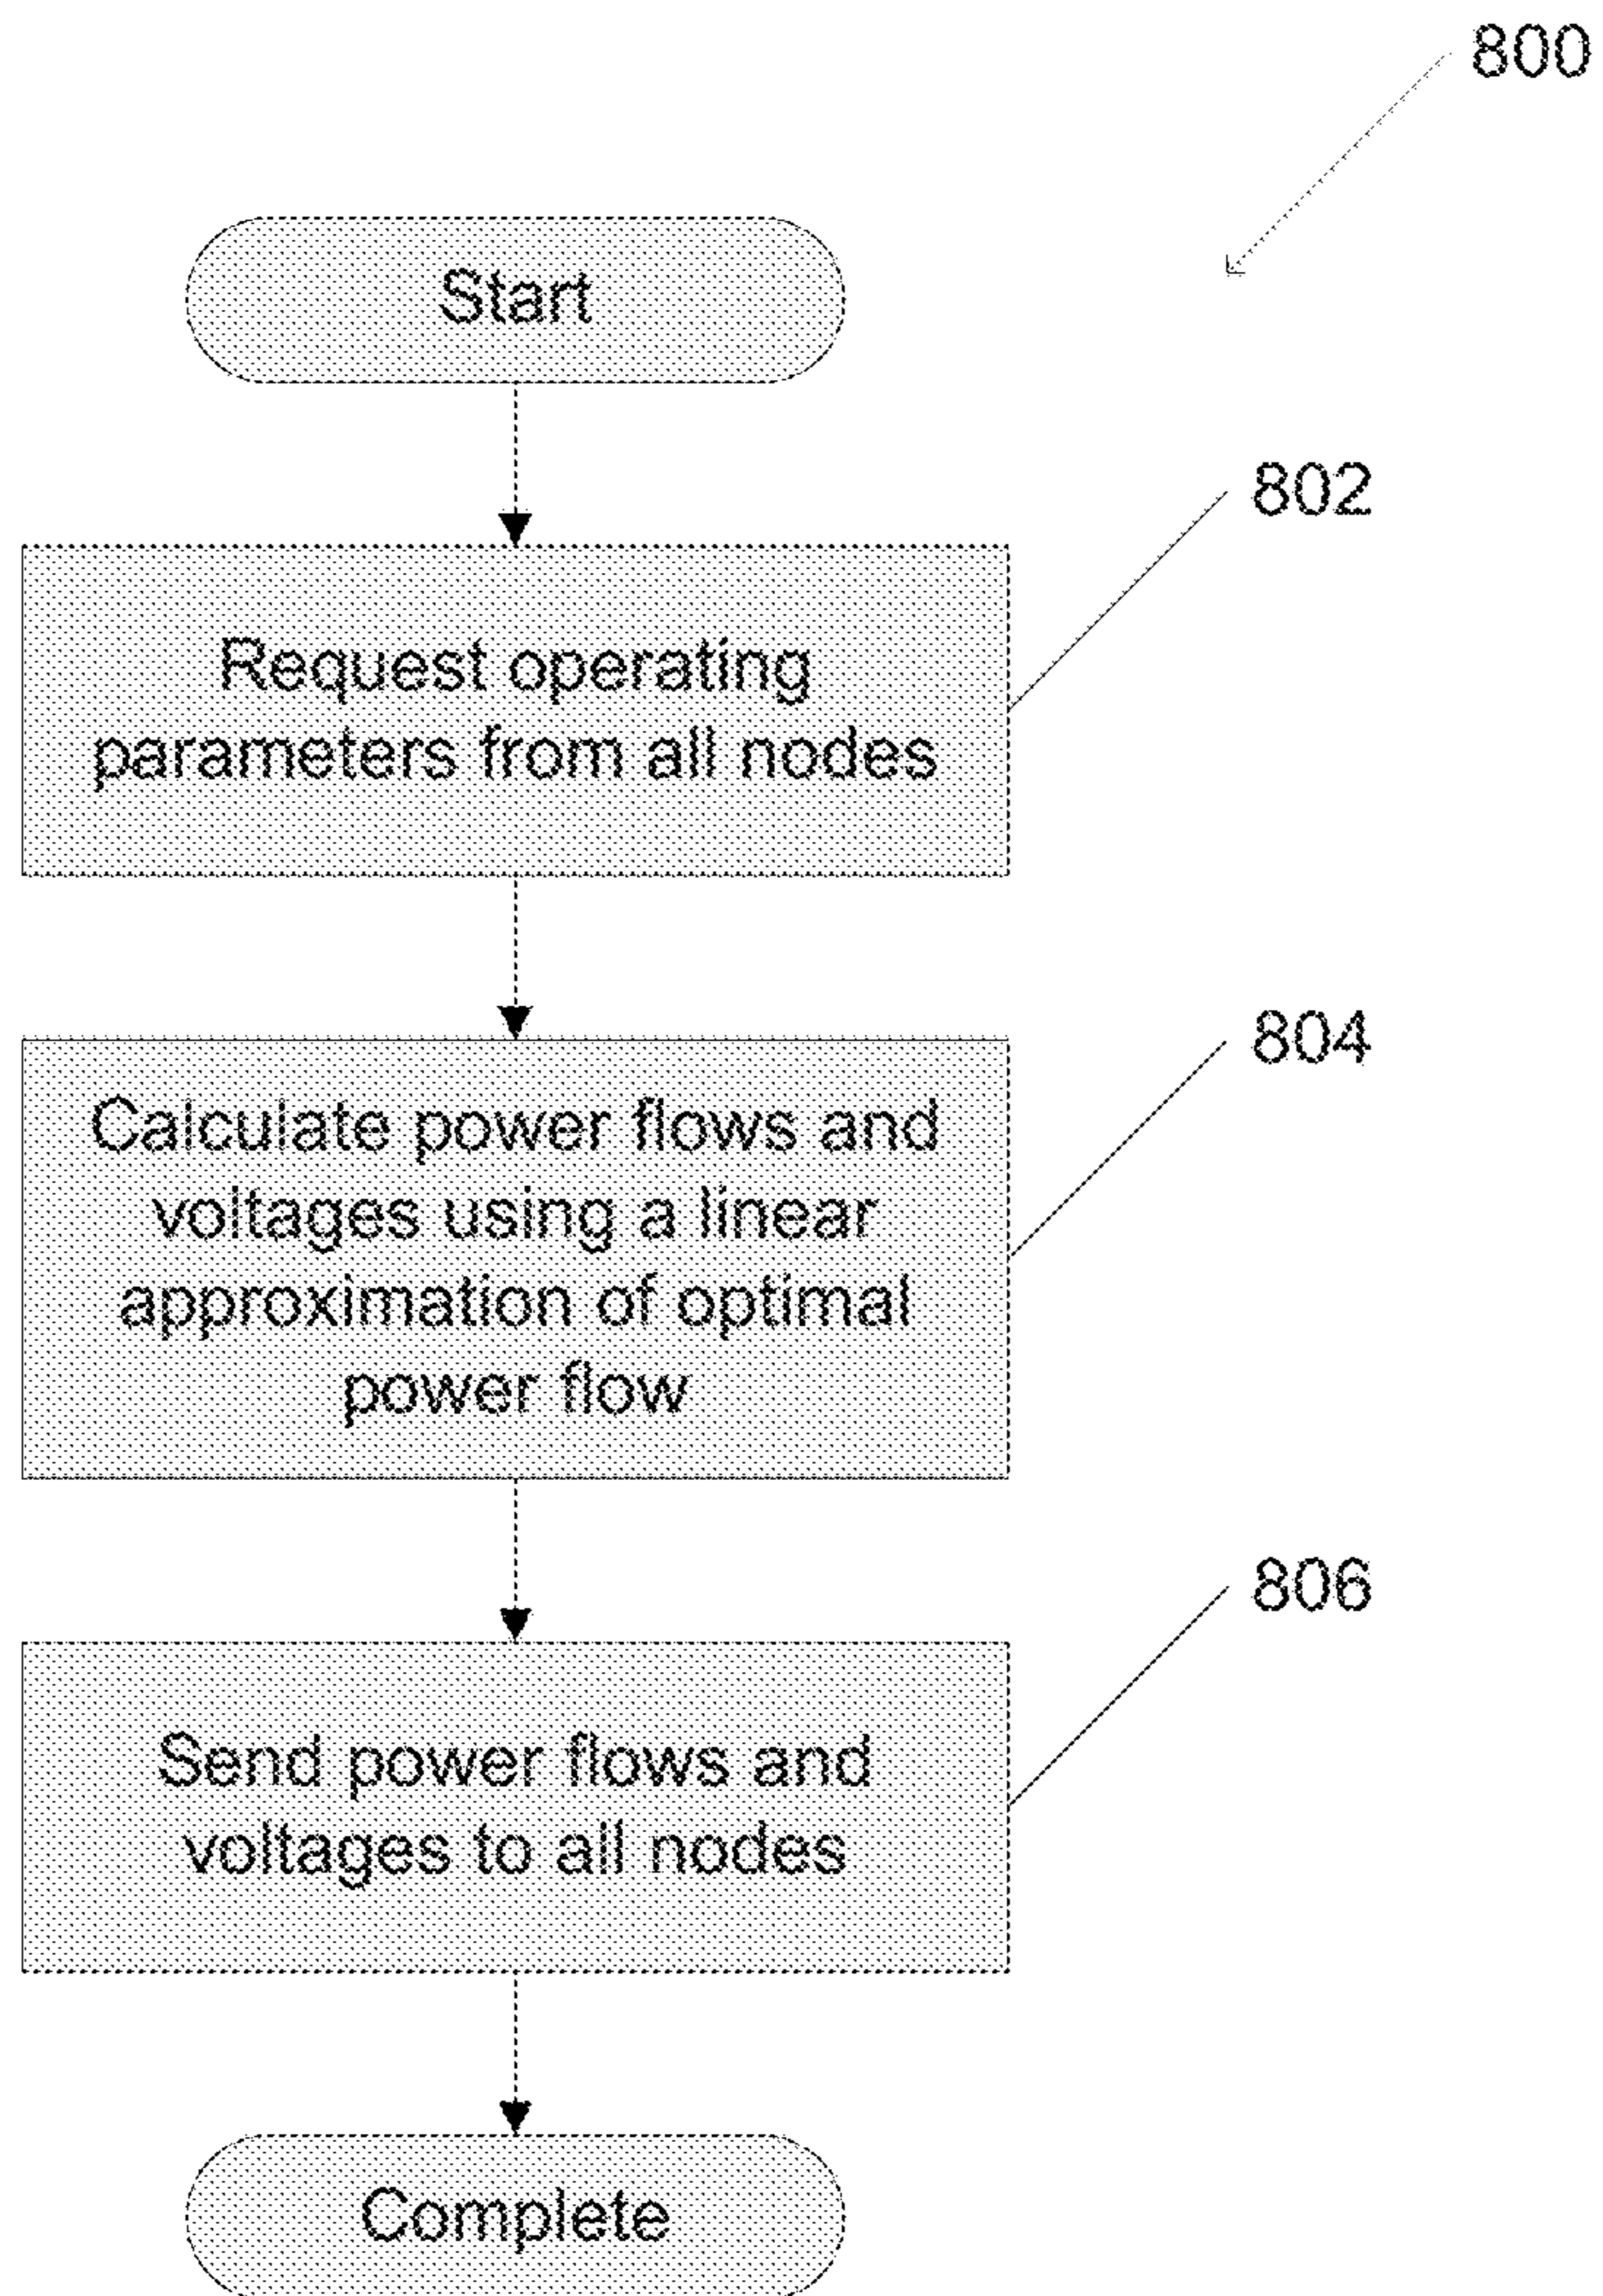 800
Start
802
Request operating
parameters from all nodes
804
Calculate power flows and
voltages using a linear
approximation of optimal
power flow
806
Send power flows and
voltages to all nodes
Complete